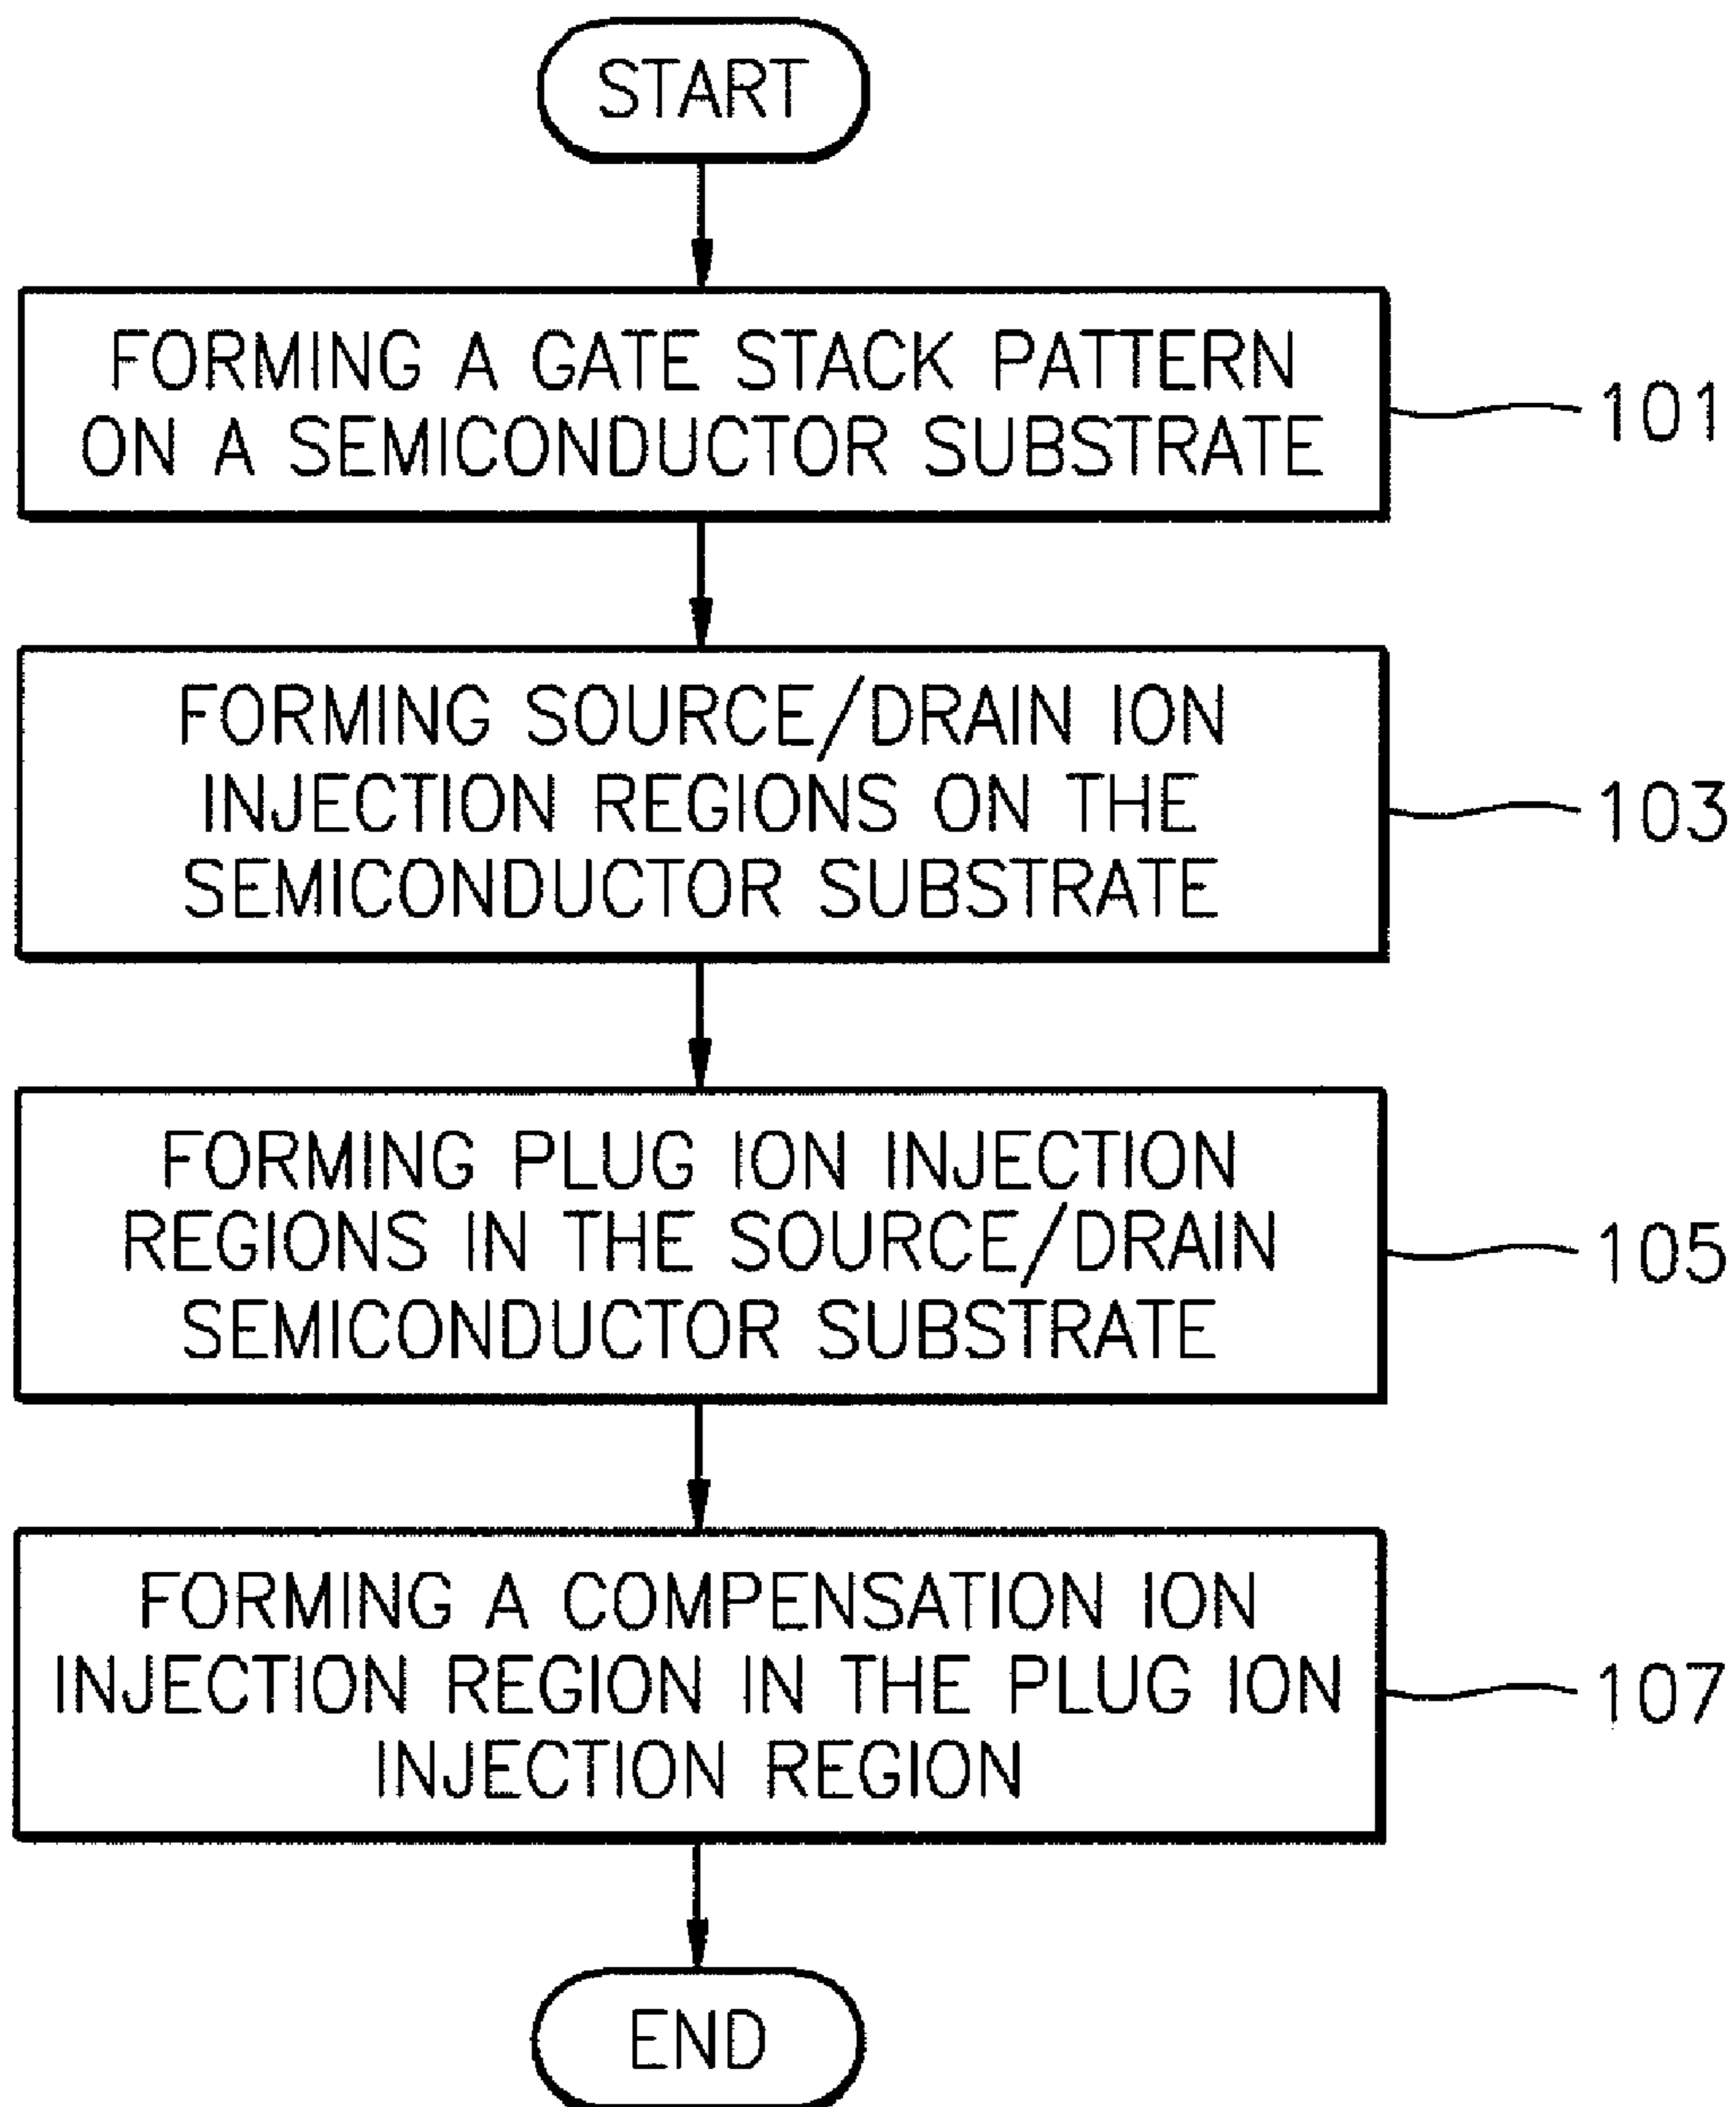 START
FORMING A GATE STACK PATTERN
ON A SEMICONDUCTOR SUBSTRATE
101
FORMING SOURCE/DRAIN ION
INJECTION REGIONS ON THE
SEMICONDUCTOR SUBSTRATE
103
FORMING PLUG ION INJECTION
REGIONS IN THE SOURCE/DRAIN
SEMICONDUCTOR SUBSTRATE
105
FORMING A COMPENSATION ION
INJECTION REGION IN THE PLUG ION
INJECTION REGION
107
END